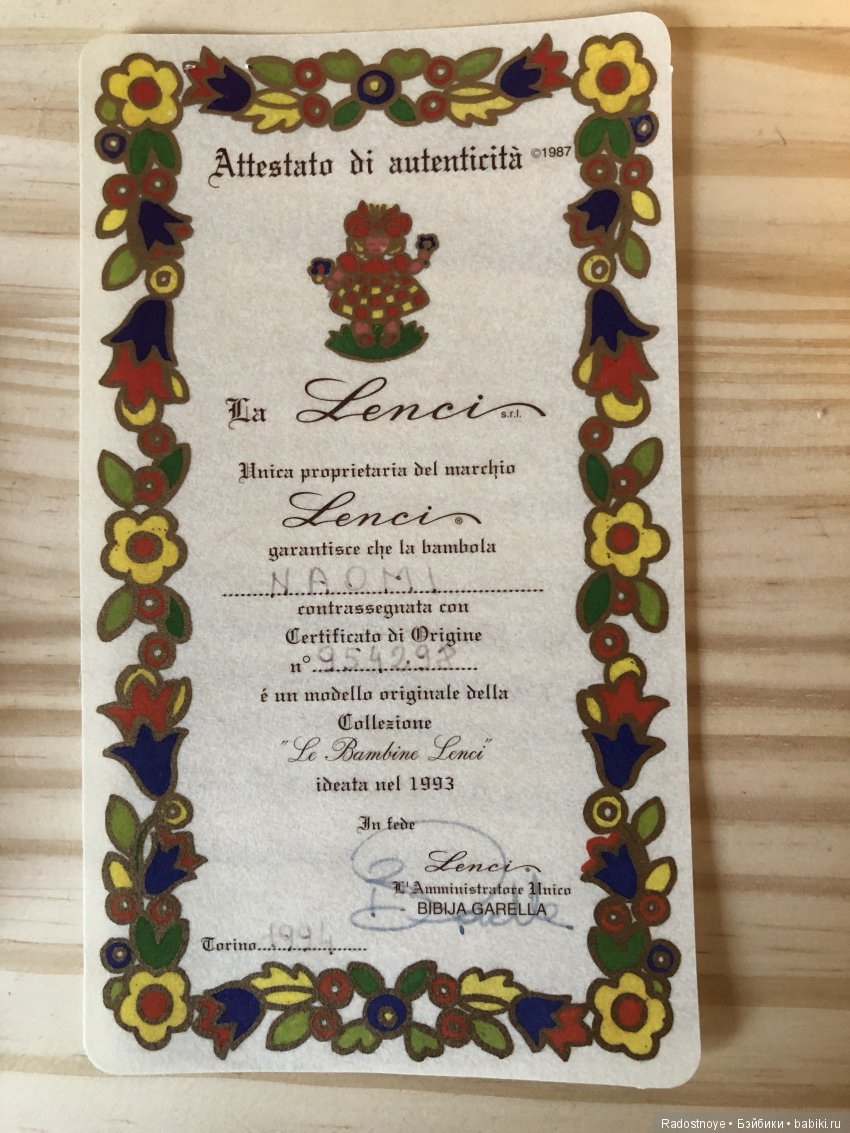 Attestato di autenticità ©1987
La Lenci s.r.l.
Unica proprietaria del marchio
Lenci®
garantisce che la bambola
NAOMI
contrassegnata con
Certificato di Origine
n° 954298
é un modello originale della
Collezione
"Le Bambine Lenci"
ideata nel 1993
In fede
Lenci
L'Amministratore Unico
BIBIJA GARELLA
Torino 1994
Radostnoye • Бэйбики • babiki.ru